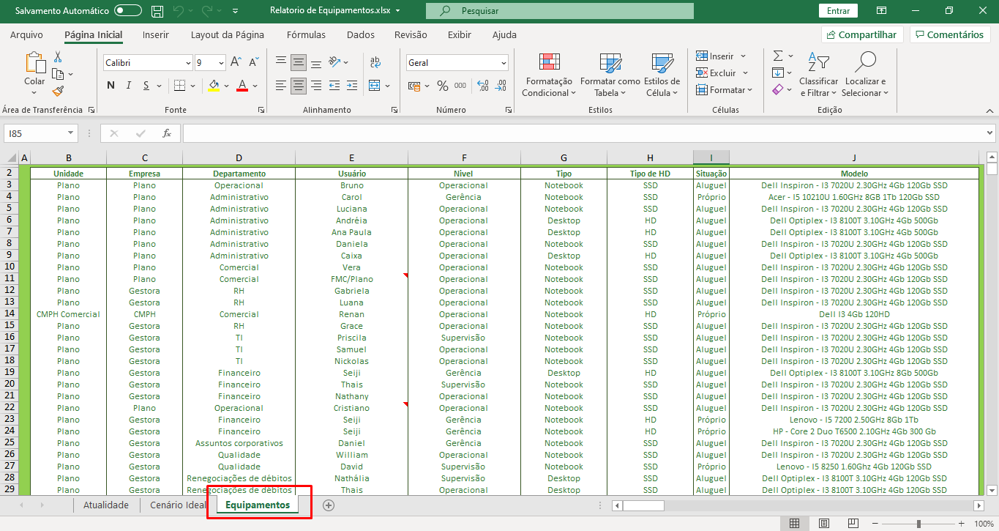 Salvamento Automático
Relatorio de Equipamentos.xlsx
Pesquisar
Entrar
Arquivo Página Inicial Inserir Layout da Página Fórmulas Dados Revisão Exibir Ajuda
Compartilhar Comentários
Colar
Área de Transferência
Calibri 9
N I S
Fonte
ab
Alinhamento
Geral
% 000
Número
Formatação Condicional
Formatar como Tabela
Estilos de Célula
Estilos
Inserir
Excluir
Formatar
Células
Classificar e Filtrar
Localizar e Selecionar
Edição
I85 fx
A B C D E F G H I J
2 Unidade Empresa Departamento Usuário Nivel Tipo Tipo de HD Situação Modelo
3 Plano Plano Operacional Bruno Operacional Notebook SSD Aluguel Dell Inspiron - I3 7020U 2.30GHz 4Gb 120Gb SSD
4 Plano Plano Administrativo Carol Gerência Notebook SSD Próprio Acer - I5 10210U 1.60GHz 8GB 1Tb 120Gb SSD
5 Plano Plano Administrativo Luciana Operacional Notebook SSD Aluguel Dell Inspiron - I3 7020U 2.30GHz 4Gb 120Gb SSD
6 Plano Plano Administrativo Andréia Operacional Desktop HD Aluguel Dell Optiplex - I3 8100T 3.10GHz 4Gb 500Gb
7 Plano Plano Administrativo Ana Paula Operacional Desktop HD Aluguel Dell Optiplex - I3 8100T 3.10GHz 4Gb 500Gb
8 Plano Plano Administrativo Daniela Operacional Notebook SSD Aluguel Dell Inspiron - I3 7020U 2.30GHz 4Gb 120Gb SSD
9 Plano Plano Administrativo Caixa Operacional Desktop HD Aluguel Dell Optiplex - I3 8100T 3.10GHz 4Gb 500Gb
10 Plano Plano Comercial Vera Operacional Notebook SSD Aluguel Dell Inspiron - I3 7020U 2.30GHz 4Gb 120Gb SSD
11 Plano Plano Comercial FMC/Plano Operacional Notebook SSD Aluguel Dell Inspiron - I3 7020U 2.30GHz 4Gb 120Gb SSD
12 Plano Gestora RH Gabriela Operacional Notebook SSD Aluguel Dell Inspiron - I3 7020U 2.30GHz 4Gb 120Gb SSD
13 Plano Gestora RH Luana Operacional Notebook SSD Aluguel Dell Inspiron - I3 7020U 2.30GHz 4Gb 120Gb SSD
14 CMPH Comercial CMPH Comercial Renan Operacional Notebook HD Próprio Dell I3 4Gb 120HD
15 Plano Gestora RH Grace Operacional Notebook SSD Aluguel Dell Inspiron - I3 7020U 2.30GHz 4Gb 120Gb SSD
16 Plano Gestora TI Priscila Supervisão Notebook SSD Aluguel Dell Inspiron - I3 7020U 2.30GHz 4Gb 120Gb SSD
17 Plano Gestora TI Samuel Operacional Notebook SSD Aluguel Dell Inspiron - I3 7020U 2.30GHz 4Gb 120Gb SSD
18 Plano Gestora TI Nickolas Operacional Notebook SSD Aluguel Dell Inspiron - I3 7020U 2.30GHz 4Gb 120Gb SSD
19 Plano Gestora Financeiro Seiji Gerência Desktop HD Aluguel Dell Optiplex - I3 8100T 3.10GHz 8Gb 500Gb
20 Plano Gestora Financeiro Thais Supervisão Notebook SSD Aluguel Dell Inspiron - I3 7020U 2.30GHz 4Gb 120Gb SSD
21 Plano Gestora Financeiro Nathany Operacional Notebook SSD Aluguel Dell Inspiron - I3 7020U 2.30GHz 4Gb 120Gb SSD
22 Plano Plano Operacional Cristiano Operacional Notebook SSD Aluguel Dell Inspiron - I3 7020U 2.30GHz 4Gb 120Gb SSD
23 Plano Gestora Financeiro Seiji Gerência Notebook HD Próprio Lenovo - I5 7200 2.50GHz 8Gb 1Tb
24 Plano Gestora Financeiro Seiji Gerência Notebook HD Próprio HP - Core 2 Duo T6500 2.10GHz 4Gb 300 Gb
25 Plano Gestora Assuntos corporativos Daniel Gerência Notebook SSD Aluguel Dell Inspiron - I3 7020U 2.30GHz 4Gb 120Gb SSD
26 Plano Gestora Qualidade William Operacional Notebook SSD Aluguel Dell Inspiron - I3 7020U 2.30GHz 4Gb 120Gb SSD
27 Plano Gestora Qualidade David Supervisão Notebook SSD Próprio Lenovo - I5 8250 1.60GHz 4Gb 120Gb SSD
28 Plano Gestora Renegociações de débitos Nathália Supervisão Desktop SSD Aluguel Dell Optiplex - I3 8100T 3.10GHz 4Gb 120Gb SSD
29 Plano Gestora Renegociações de débitos Thais Operacional Desktop SSD Aluguel Dell Optiplex - I3 8100T 3.10GHz 4Gb 120Gb SSD
Atualidade Cenário Ideal Equipamentos
100%